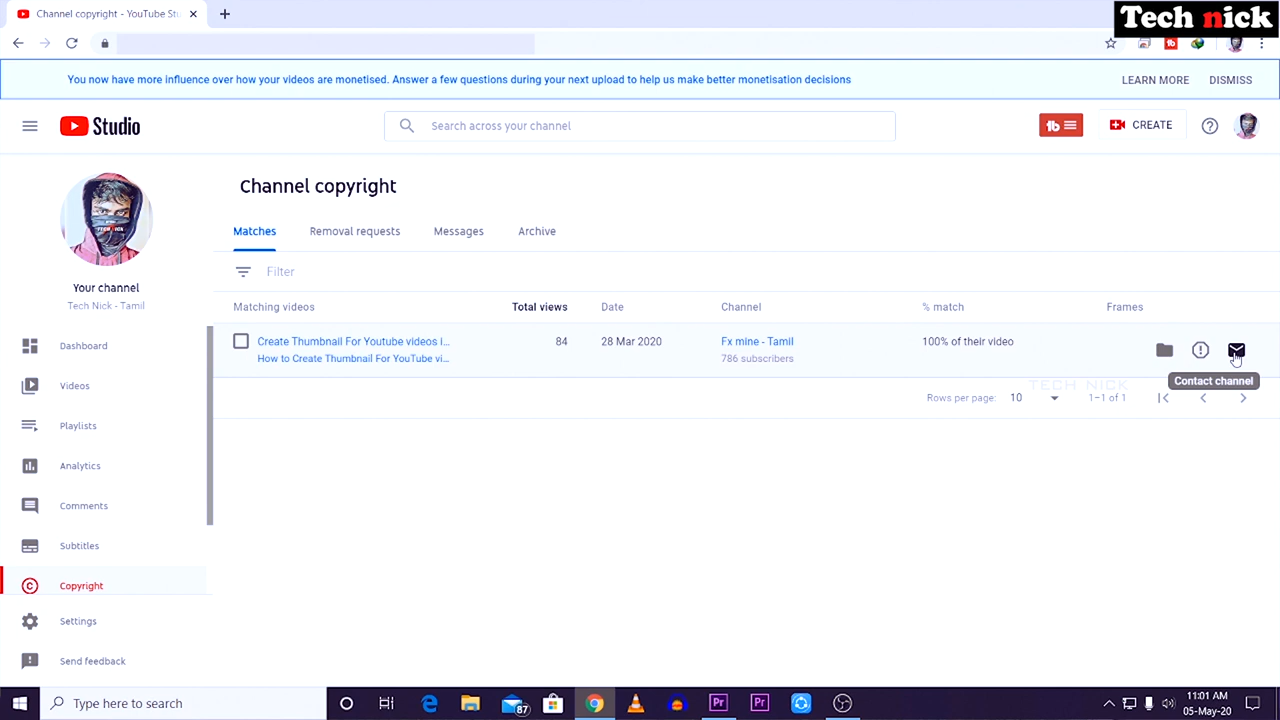 Channel copyright - YouTube Stu
Tech nick
You now have more influence over how your videos are monetised. Answer a few questions during your next upload to help us make better monetisation decisions
LEARN MORE
DISMISS
Studio
Search across your channel
tb
CREATE
Channel copyright
Matches
Removal requests
Messages
Archive
Filter
Your channel
Tech Nick - Tamil
Matching videos
Total views
Date
Channel
% match
Frames
Create Thumbnail For Youtube videos i...
84
28 Mar 2020
Fx mine - Tamil
100% of their video
How to Create Thumbnail For YouTube vi...
786 subscribers
Contact channel
TECH NICK
Rows per page:
10
1–1 of 1
Dashboard
Videos
Playlists
Analytics
Comments
Subtitles
Copyright
Settings
Send feedback
Type here to search
87
Pr
Pr
11:01 AM
05-May-20